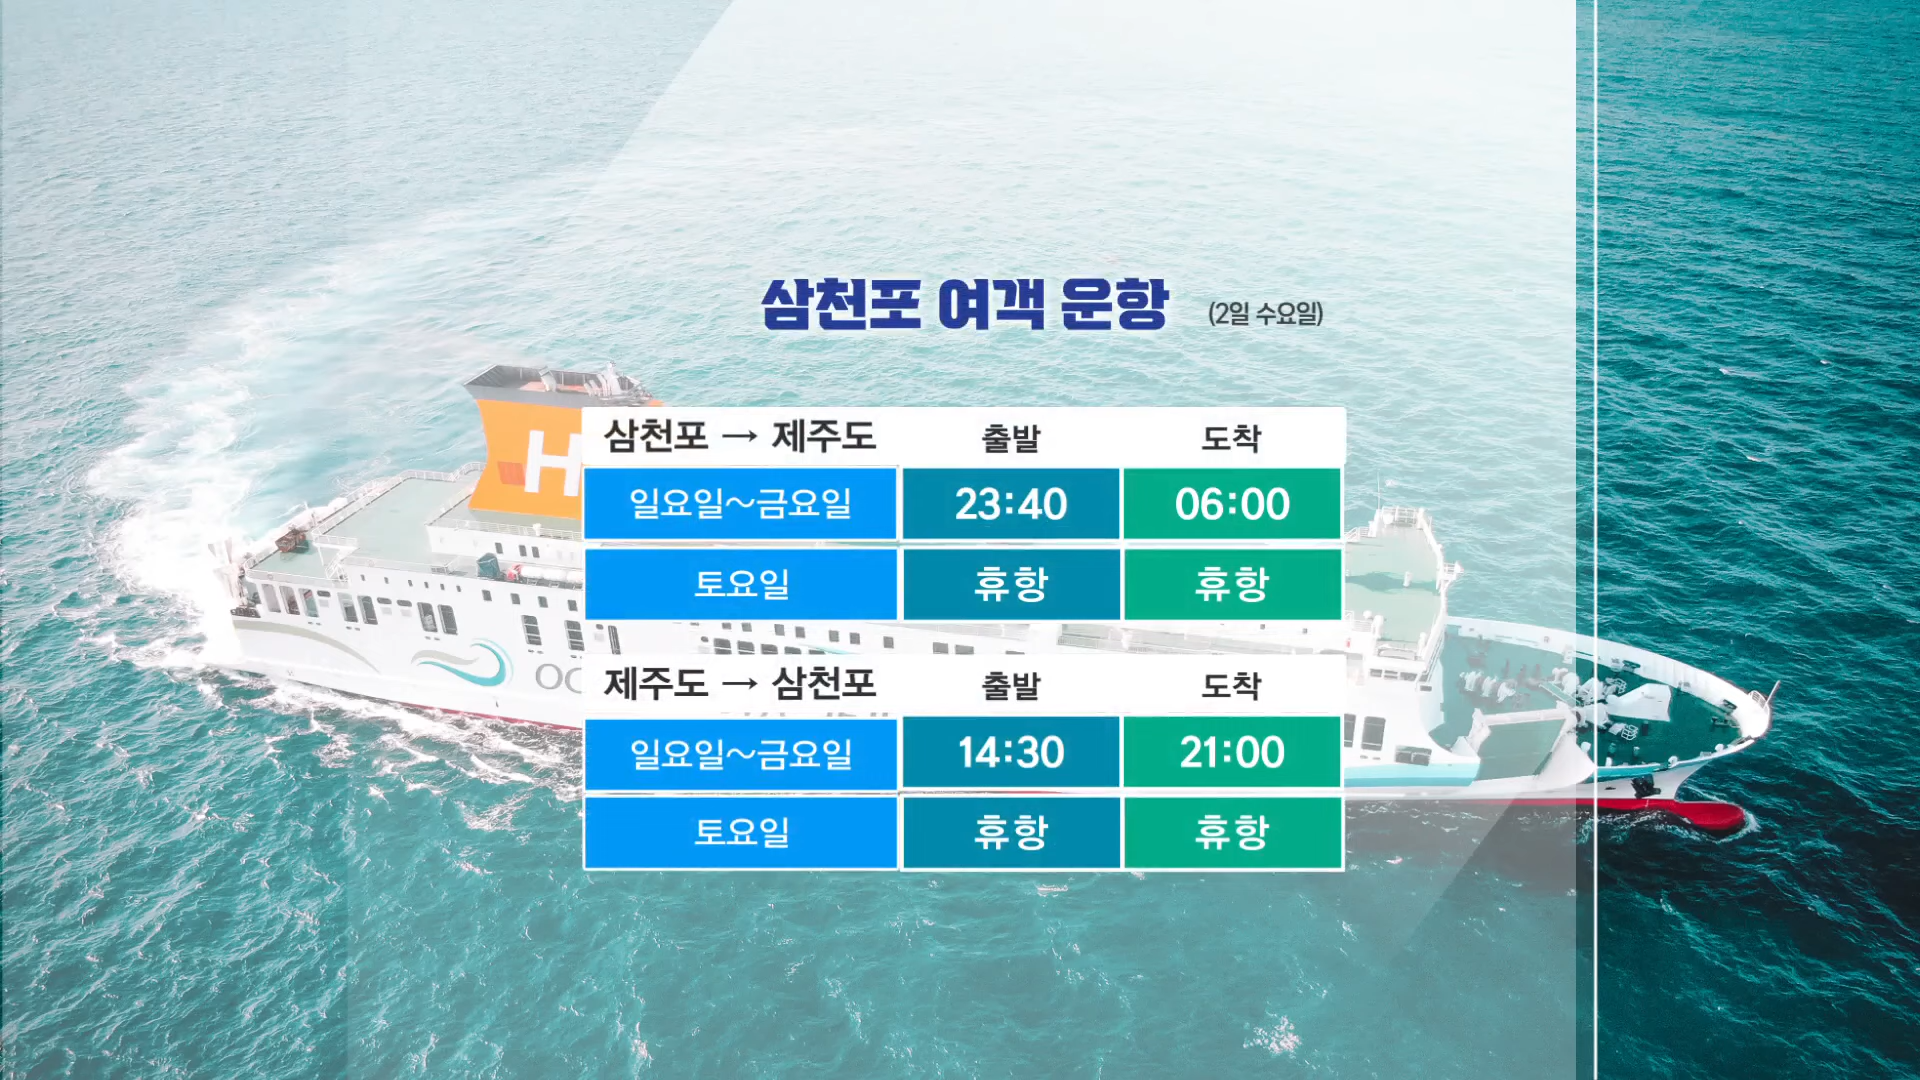 삼천포 여객 운항 (2일 수요일)
H
삼천포 → 제주도 출발 도착
일요일~금요일 23:40 06:00
토요일 휴항 휴항
OC
제주도 → 삼천포 출발 도착
일요일~금요일 14:30 21:00
토요일 휴항 휴항